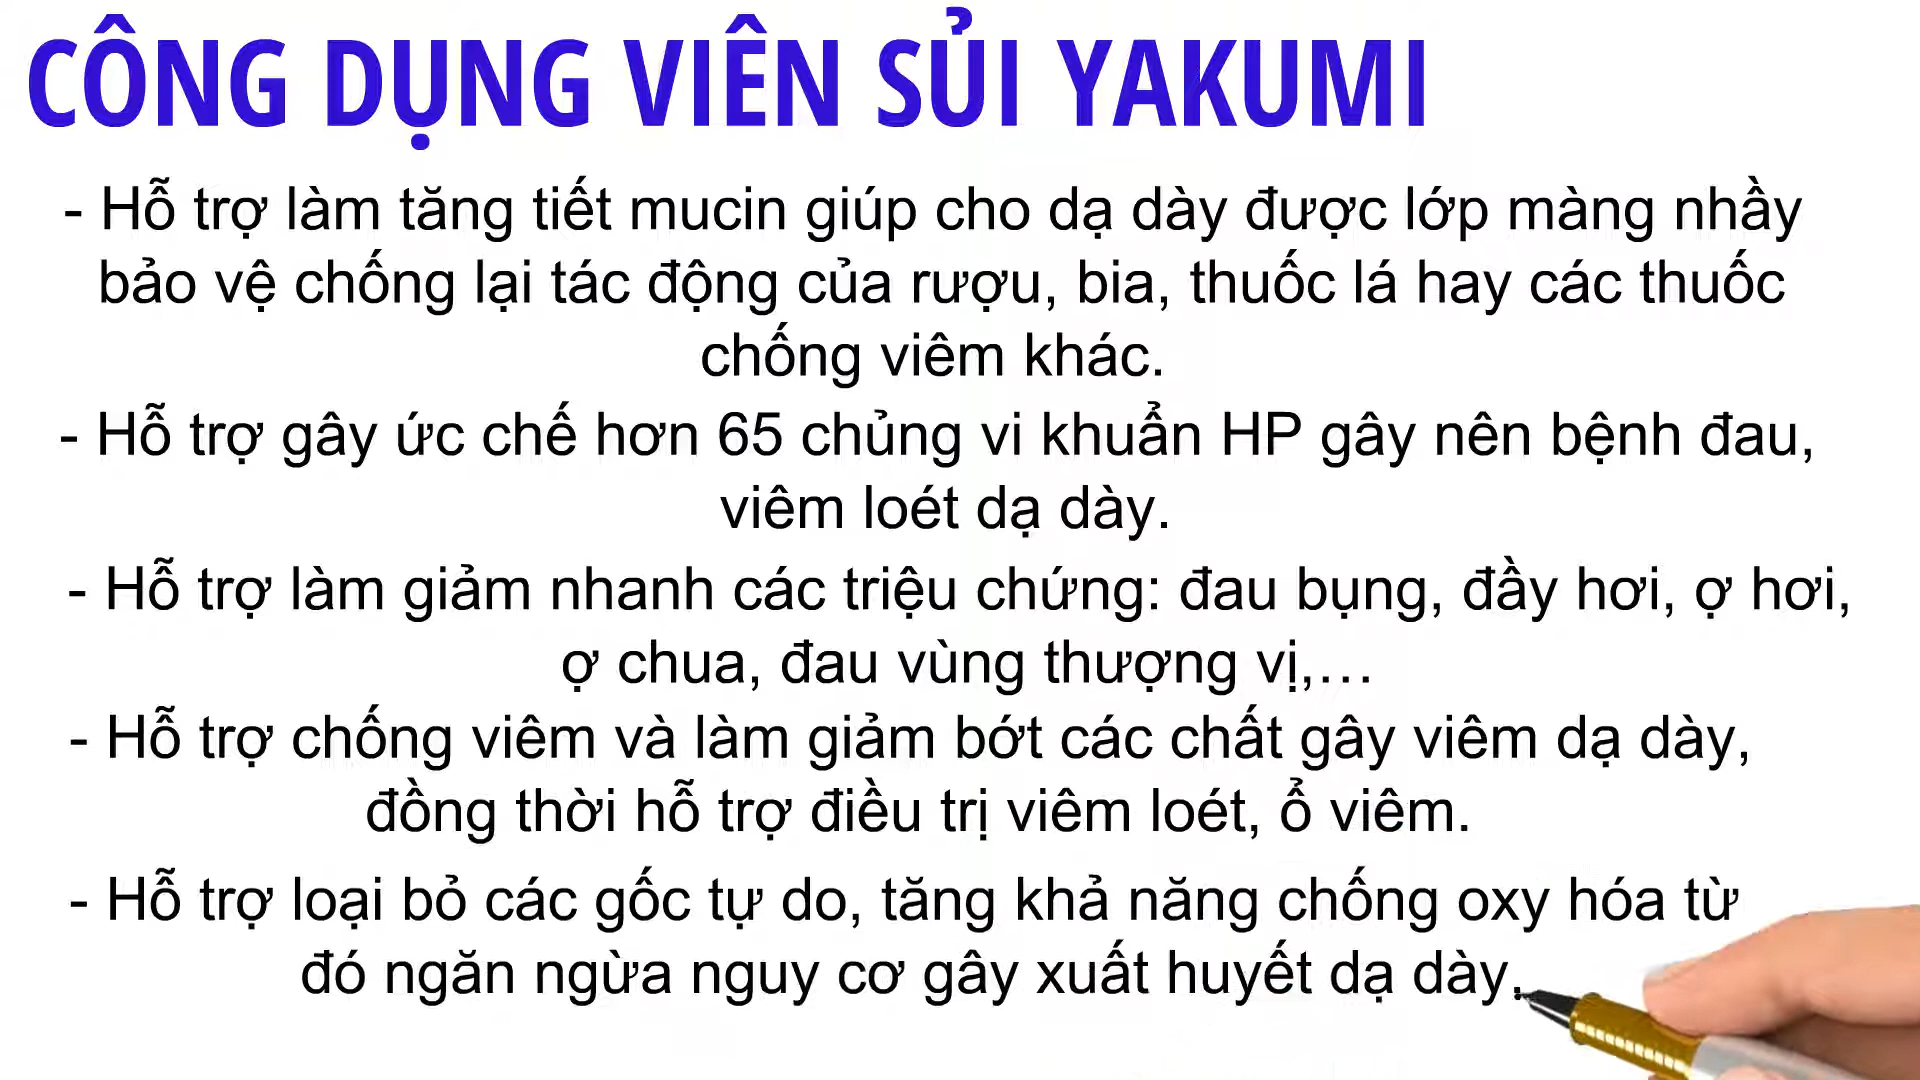 CÔNG DỤNG VIÊN SỦI YAKUMI
- Hỗ trợ làm tăng tiết mucin giúp cho dạ dày được lớp màng nhầy
bảo vệ chống lại tác động của rượu, bia, thuốc lá hay các thuốc
chống viêm khác.
- Hỗ trợ gây ức chế hơn 65 chủng vi khuẩn HP gây nên bệnh đau,
viêm loét dạ dày.
- Hỗ trợ làm giảm nhanh các triệu chứng: đau bụng, đầy hơi, ợ hơi,
ợ chua, đau vùng thượng vị,…
- Hỗ trợ chống viêm và làm giảm bớt các chất gây viêm dạ dày,
đồng thời hỗ trợ điều trị viêm loét, ổ viêm.
- Hỗ trợ loại bỏ các gốc tự do, tăng khả năng chống oxy hóa từ
đó ngăn ngừa nguy cơ gây xuất huyết dạ dày.